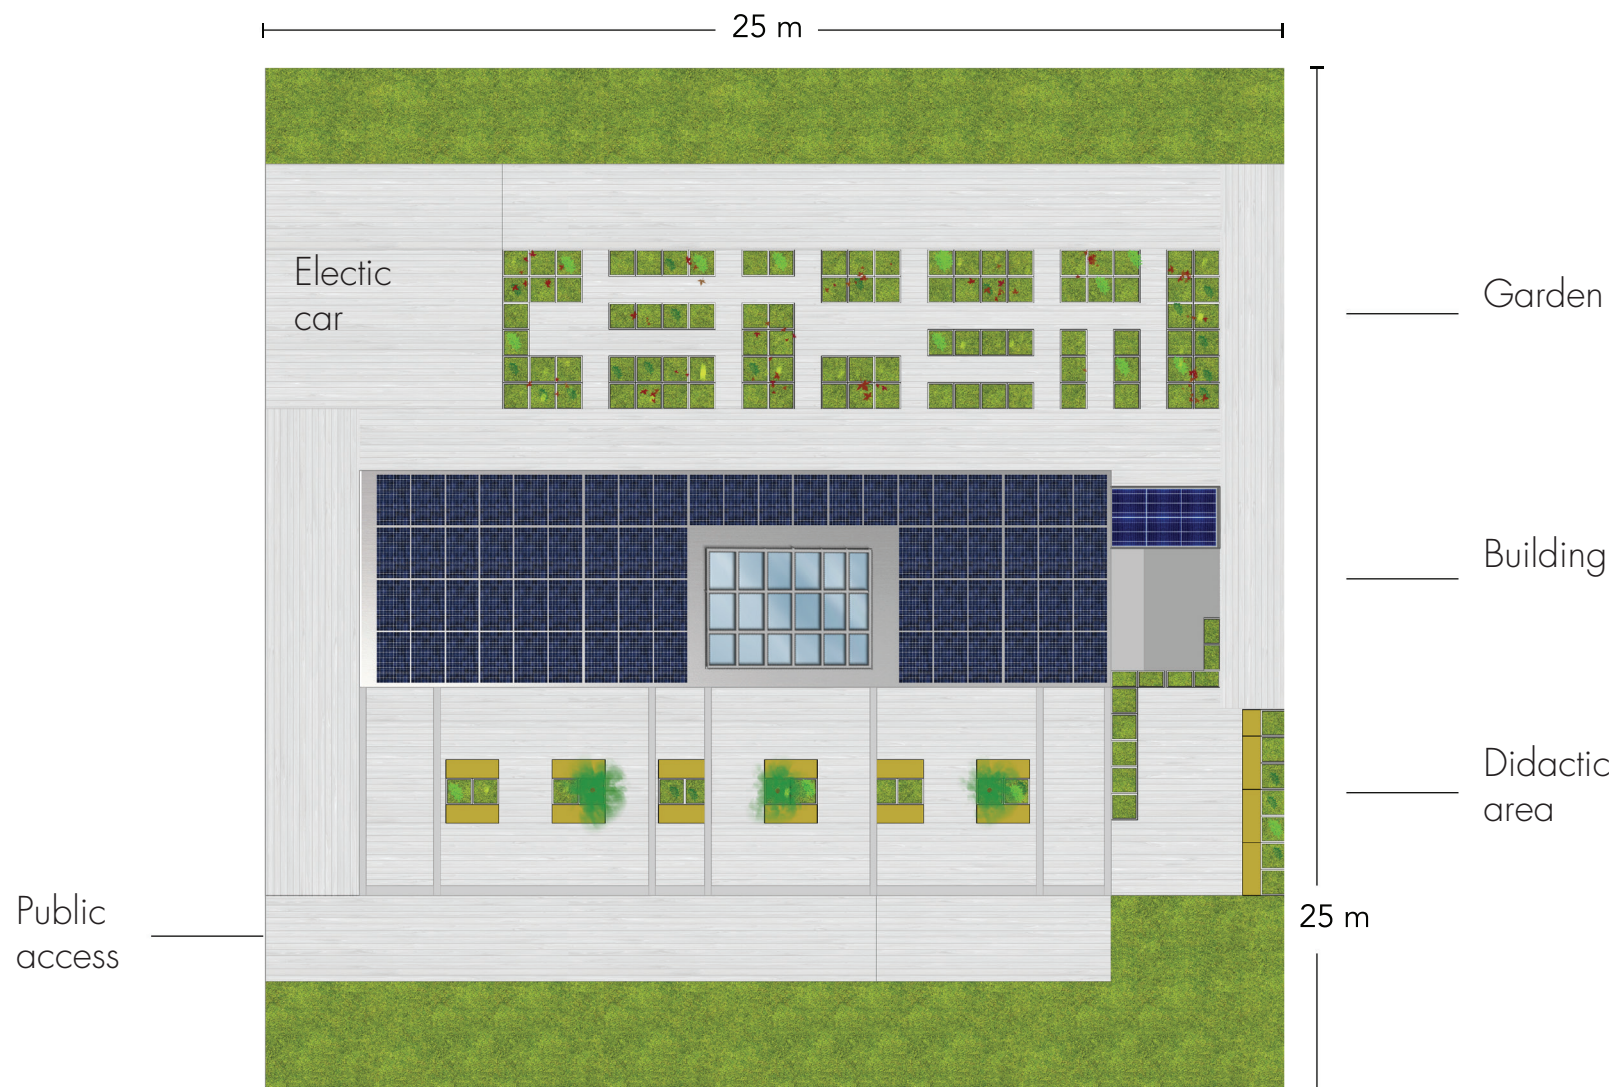 25 m
Electic
car
Garden
Building
Didactic
area
Public
access
25 m